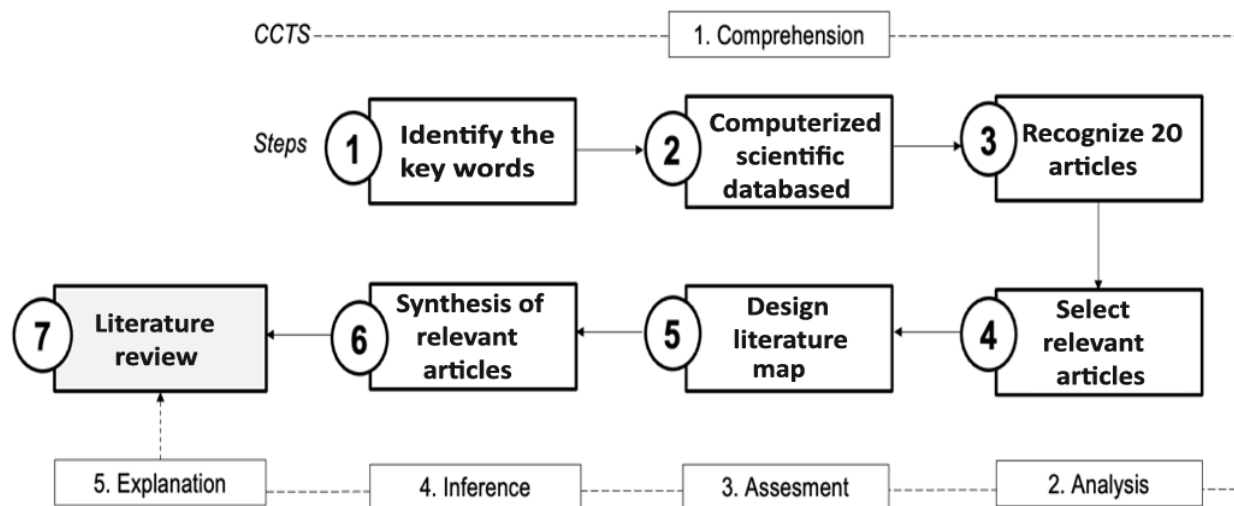 CCTS
1. Comprehension
Steps
1
Identify the
key words
2
Computerized
scientific
databased
3
Recognize 20
articles
7
Literature
review
6
Synthesis of
relevant
articles
5
Design
literature
map
4
Select
relevant
articles
5. Explanation
4. Inference
3. Assesment
2. Analysis